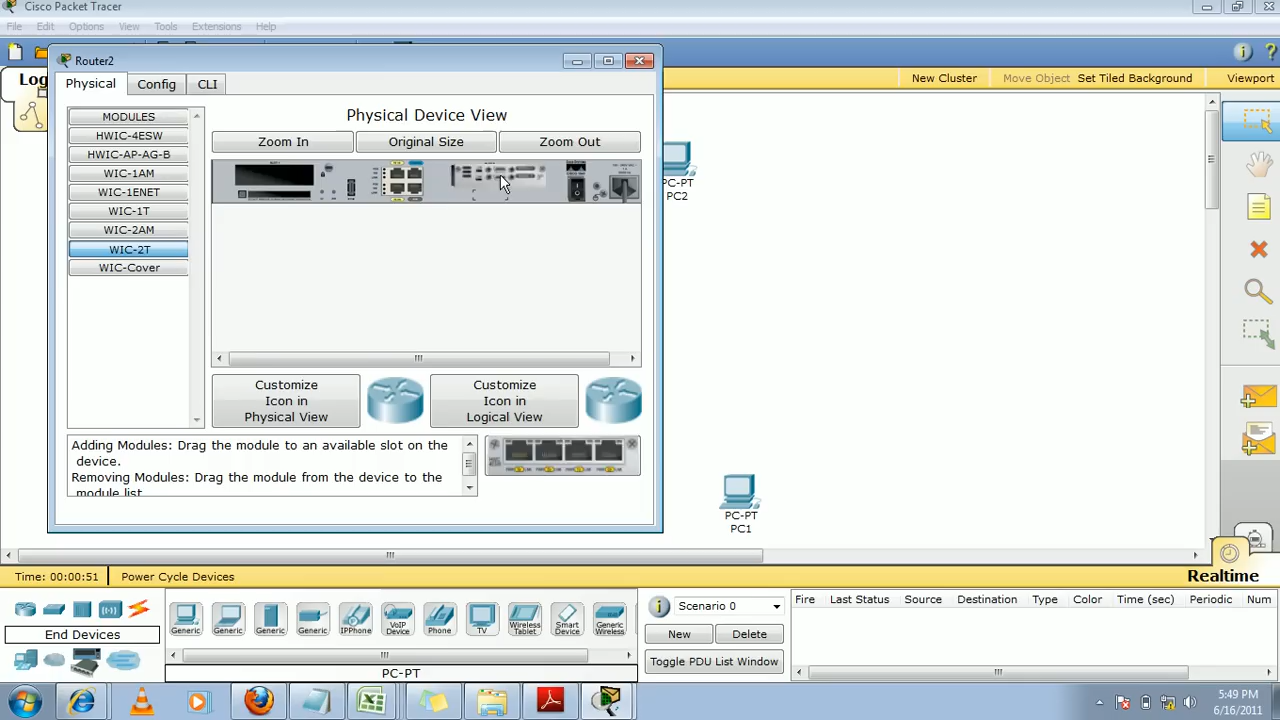 Cisco Packet Tracer
File Edit Options View Tools Extensions Help
Log
New Cluster Move Object Set Tiled Background Viewport
Router2
Physical Config CLI
MODULES
HWIC-4ESW
HWIC-AP-AG-B
WIC-1AM
WIC-1ENET
WIC-1T
WIC-2AM
WIC-2T
WIC-Cover
Physical Device View
Zoom In Original Size Zoom Out
Customize
Icon in
Physical View
Customize
Icon in
Logical View
Adding Modules: Drag the module to an available slot on the
device.
Removing Modules: Drag the module from the device to the
module list.
PC-PT
PC2
PC-PT
PC1
Time: 00:00:51 Power Cycle Devices
Realtime
End Devices
Generic
Generic
Generic
Generic
IPPhone
VoIP
Device
Phone
TV
Wireless
Tablet
Smart
Device
Generic
Wireless
PC-PT
Scenario 0
New Delete
Toggle PDU List Window
Fire Last Status Source Destination Type Color Time (sec) Periodic Num
5:49 PM
6/16/2011